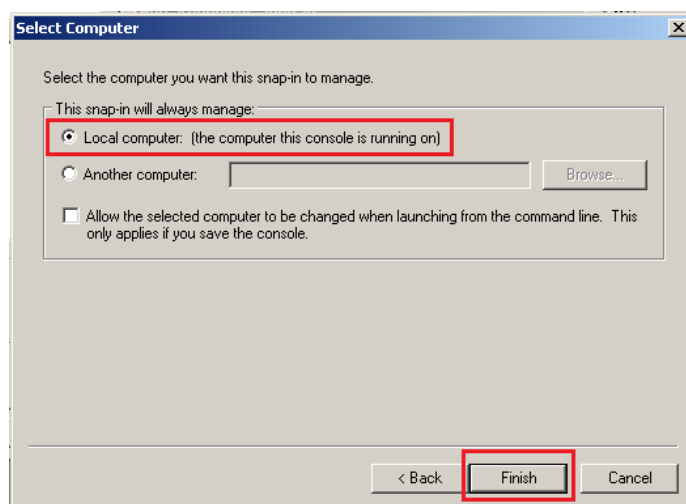 Select Computer
Select the computer you want this snap-in to manage.
This snap-in will always manage:
Local computer: (the computer this console is running on)
Another computer:
Browse...
Allow the selected computer to be changed when launching from the command line. This
only applies if you save the console.
< Back
Finish
Cancel